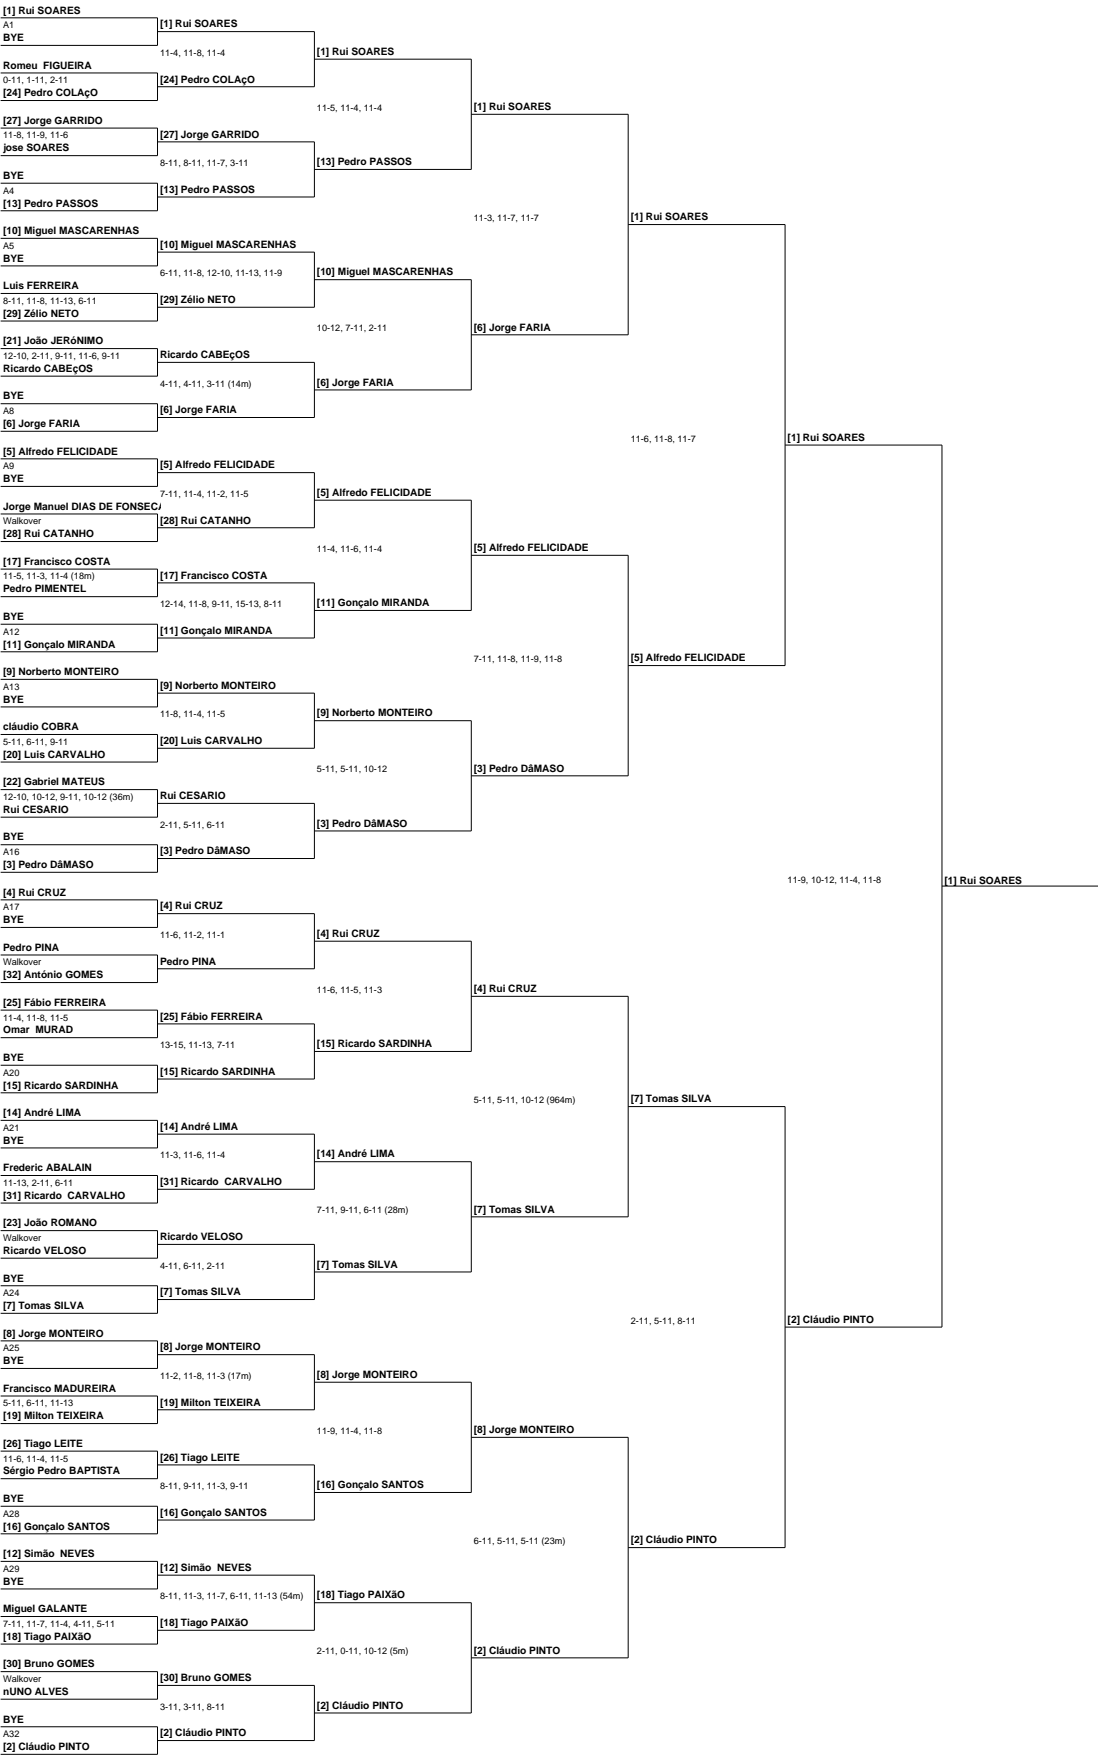 [1] Rui SOARES
A1
BYE
[1] Rui SOARES
11-4, 11-8, 11-4
[1] Rui SOARES
Romeu  FIGUEIRA
0-11, 1-11, 2-11
[24] Pedro COLAçO
[24] Pedro COLAçO
11-5, 11-4, 11-4
[1] Rui SOARES
[27] Jorge GARRIDO
11-8, 11-9, 11-6
jose SOARES
[27] Jorge GARRIDO
8-11, 8-11, 11-7, 3-11
[13] Pedro PASSOS
BYE
A4
[13] Pedro PASSOS
[13] Pedro PASSOS
11-3, 11-7, 11-7
[1] Rui SOARES
[10] Miguel MASCARENHAS
A5
BYE
[10] Miguel MASCARENHAS
6-11, 11-8, 12-10, 11-13, 11-9
[10] Miguel MASCARENHAS
Luis FERREIRA
8-11, 11-8, 11-13, 6-11
[29] Zélio NETO
[29] Zélio NETO
10-12, 7-11, 2-11
[6] Jorge FARIA
[21] João JERóNIMO
12-10, 2-11, 9-11, 11-6, 9-11
Ricardo CABEçOS
Ricardo CABEçOS
4-11, 4-11, 3-11 (14m)
[6] Jorge FARIA
BYE
A8
[6] Jorge FARIA
[6] Jorge FARIA
11-6, 11-8, 11-7
[1] Rui SOARES
[5] Alfredo FELICIDADE
A9
BYE
[5] Alfredo FELICIDADE
7-11, 11-4, 11-2, 11-5
[5] Alfredo FELICIDADE
Jorge Manuel DIAS DE FONSECA
Walkover
[28] Rui CATANHO
[28] Rui CATANHO
11-4, 11-6, 11-4
[5] Alfredo FELICIDADE
[17] Francisco COSTA
11-5, 11-3, 11-4 (18m)
Pedro PIMENTEL
[17] Francisco COSTA
12-14, 11-8, 9-11, 15-13, 8-11
[11] Gonçalo MIRANDA
BYE
A12
[11] Gonçalo MIRANDA
[11] Gonçalo MIRANDA
7-11, 11-8, 11-9, 11-8
[5] Alfredo FELICIDADE
[9] Norberto MONTEIRO
A13
BYE
[9] Norberto MONTEIRO
11-8, 11-4, 11-5
[9] Norberto MONTEIRO
cláudio COBRA
5-11, 6-11, 9-11
[20] Luis CARVALHO
[20] Luis CARVALHO
5-11, 5-11, 10-12
[3] Pedro DâMASO
[22] Gabriel MATEUS
12-10, 10-12, 9-11, 10-12 (36m)
Rui CESARIO
Rui CESARIO
2-11, 5-11, 6-11
[3] Pedro DâMASO
BYE
A16
[3] Pedro DâMASO
[3] Pedro DâMASO
11-9, 10-12, 11-4, 11-8
[1] Rui SOARES
[4] Rui CRUZ
A17
BYE
[4] Rui CRUZ
11-6, 11-2, 11-1
[4] Rui CRUZ
Pedro PINA
Walkover
[32] António GOMES
Pedro PINA
11-6, 11-5, 11-3
[4] Rui CRUZ
[25] Fábio FERREIRA
11-4, 11-8, 11-5
Omar  MURAD
[25] Fábio FERREIRA
13-15, 11-13, 7-11
[15] Ricardo SARDINHA
BYE
A20
[15] Ricardo SARDINHA
[15] Ricardo SARDINHA
5-11, 5-11, 10-12 (964m)
[7] Tomas SILVA
[14] André LIMA
A21
BYE
[14] André LIMA
11-3, 11-6, 11-4
[14] André LIMA
Frederic ABALAIN
11-13, 2-11, 6-11
[31] Ricardo  CARVALHO
[31] Ricardo  CARVALHO
7-11, 9-11, 6-11 (28m)
[7] Tomas SILVA
[23] João ROMANO
Walkover
Ricardo VELOSO
Ricardo VELOSO
4-11, 6-11, 2-11
[7] Tomas SILVA
BYE
A24
[7] Tomas SILVA
[7] Tomas SILVA
2-11, 5-11, 8-11
[2] Cláudio PINTO
[8] Jorge MONTEIRO
A25
BYE
[8] Jorge MONTEIRO
11-2, 11-8, 11-3 (17m)
[8] Jorge MONTEIRO
Francisco MADUREIRA
5-11, 6-11, 11-13
[19] Milton TEIXEIRA
[19] Milton TEIXEIRA
11-9, 11-4, 11-8
[8] Jorge MONTEIRO
[26] Tiago LEITE
11-6, 11-4, 11-5
Sérgio Pedro BAPTISTA
[26] Tiago LEITE
8-11, 9-11, 11-3, 9-11
[16] Gonçalo SANTOS
BYE
A28
[16] Gonçalo SANTOS
[16] Gonçalo SANTOS
6-11, 5-11, 5-11 (23m)
[2] Cláudio PINTO
[12] Simão  NEVES
A29
BYE
[12] Simão  NEVES
8-11, 11-3, 11-7, 6-11, 11-13 (54m)
[18] Tiago PAIXãO
Miguel GALANTE
7-11, 11-7, 11-4, 4-11, 5-11
[18] Tiago PAIXãO
[18] Tiago PAIXãO
2-11, 0-11, 10-12 (5m)
[2] Cláudio PINTO
[30] Bruno GOMES
Walkover
nUNO ALVES
[30] Bruno GOMES
3-11, 3-11, 8-11
[2] Cláudio PINTO
BYE
A32
[2] Cláudio PINTO
[2] Cláudio PINTO